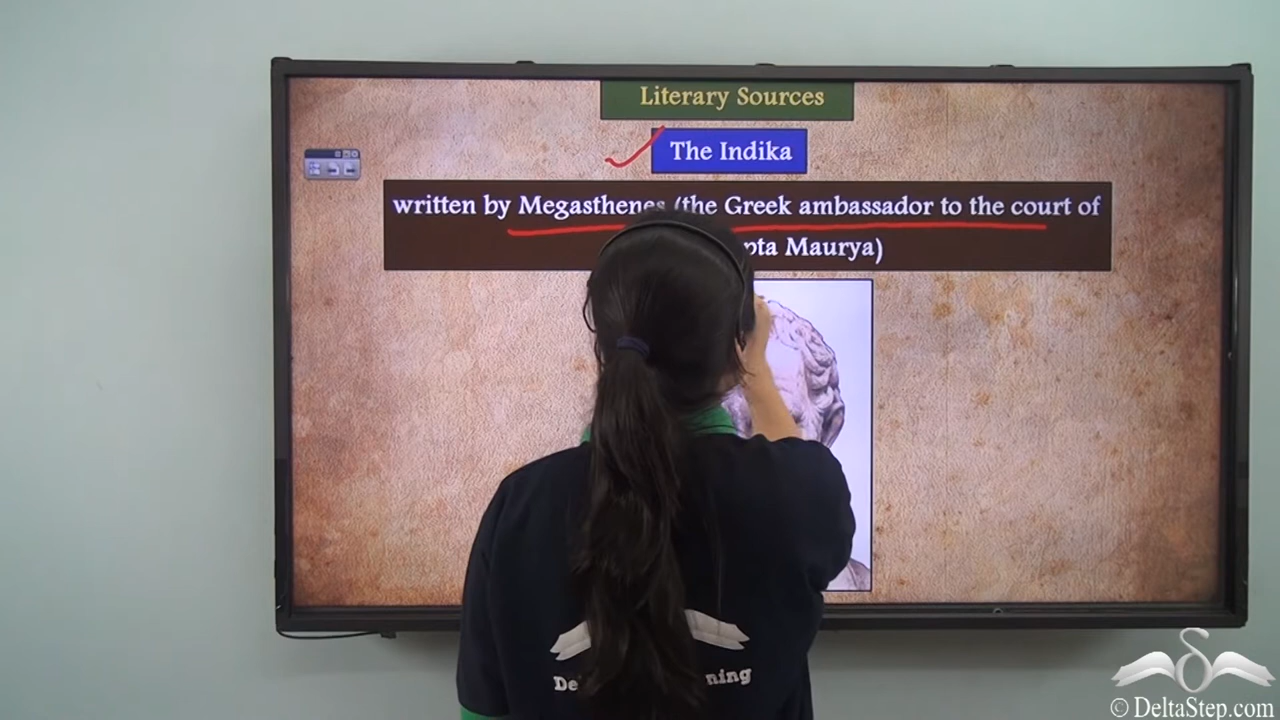 Literary Sources
The Indika
written by Megasthenes (the Greek ambassador to the court of
pta Maurya)
De ning
© DeltaStep.com